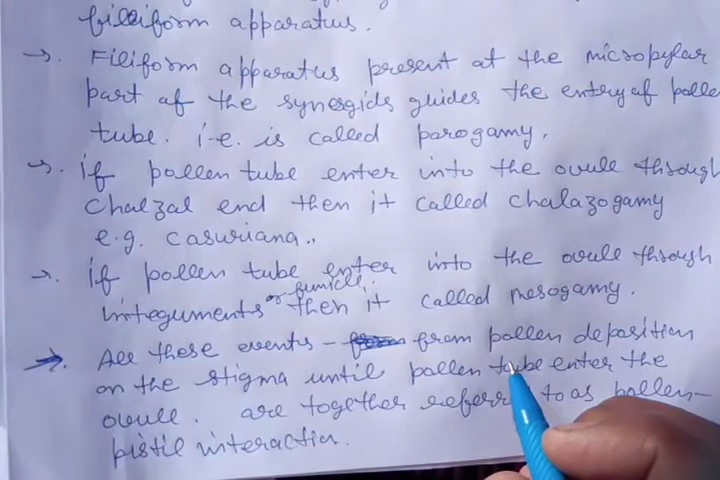 filiform apparatus.
→. Filiform apparatus present at the micropylar
part of the synergids guides the entry of pollen
tube. i.e. is called porogamy.
→. if pollen tube enter into the ovule through
chalzal end then it called chalazogamy
e.g. casuriana..
→. if pollen tube enter into the ovule through
integuments or funicle. then it called mesogamy.
→. All these events - from pollen deposition
on the stigma until pollen tube enter the
ovule. are together referr to as pollen-
pistil interaction.